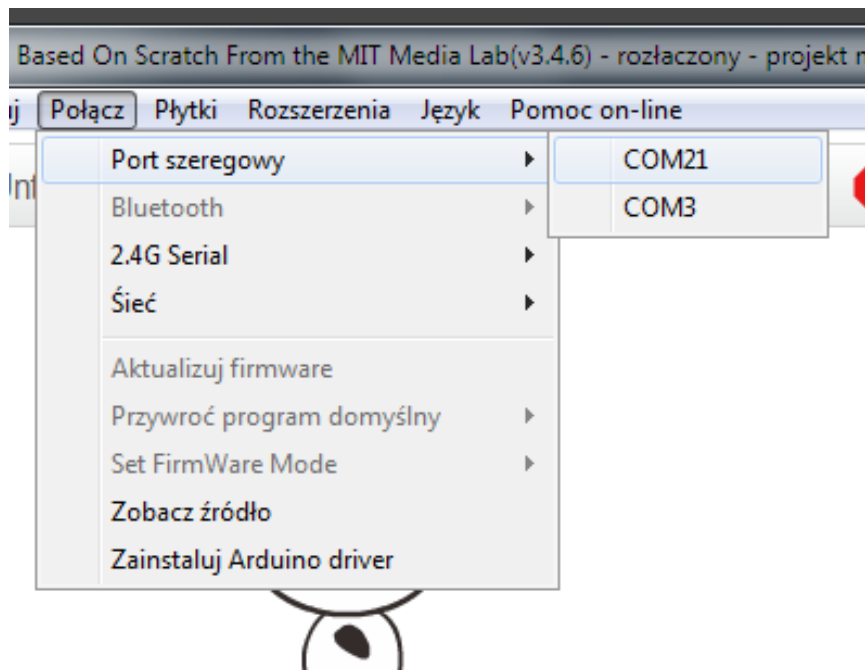 Based On Scratch From the MIT Media Lab(v3.4.6) - rozłaczony - projekt
Połącz Płytki Rozszerzenia Język Pomoc on-line
Port szeregowy COM21
Bluetooth COM3
2.4G Serial
Śieć
Aktualizuj firmware
Przywroć program domyślny
Set FirmWare Mode
Zobacz źródło
Zainstaluj Arduino driver